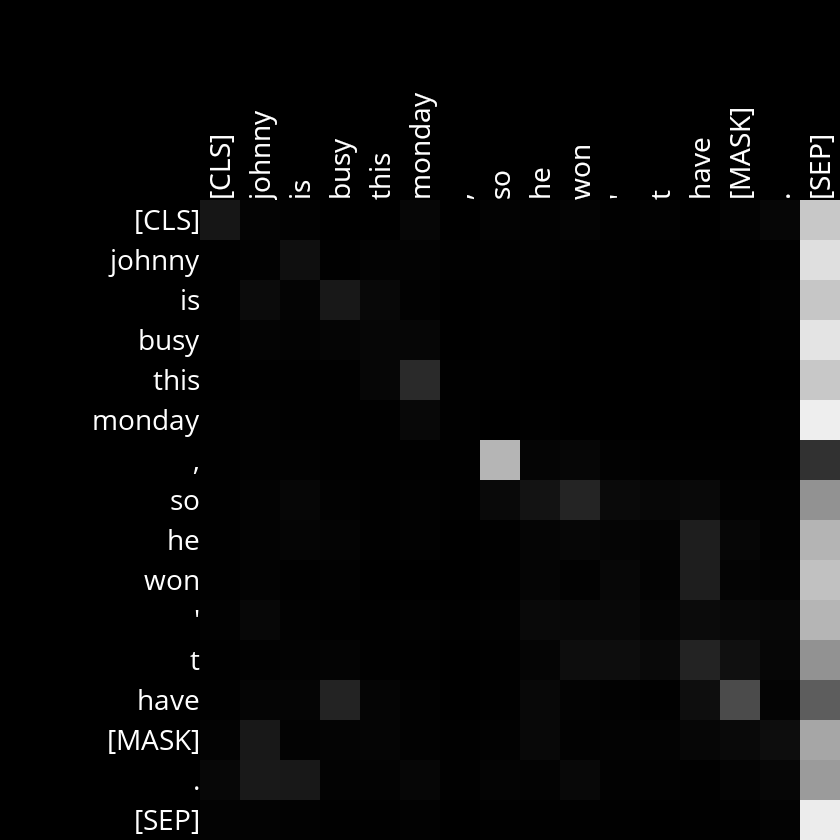 [CLS] johnny is busy this monday , so he won ' t have [MASK] . [SEP]
[CLS]
johnny
is
busy
this
monday
,
so
he
won
'
t
have
[MASK]
.
[SEP]